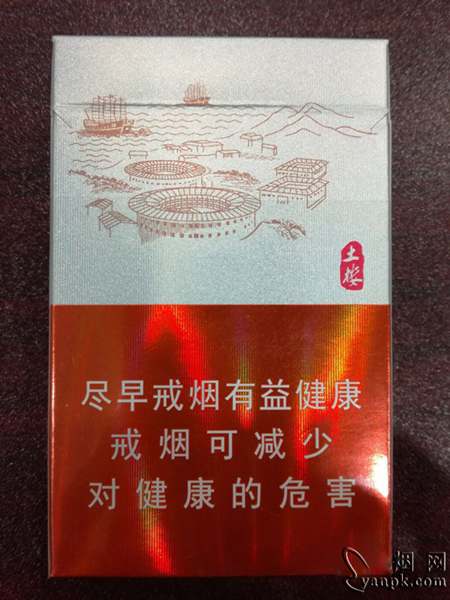 土楼
尽早戒烟有益健康
戒烟可减少
对健康的危害
烟网
yanpk.com